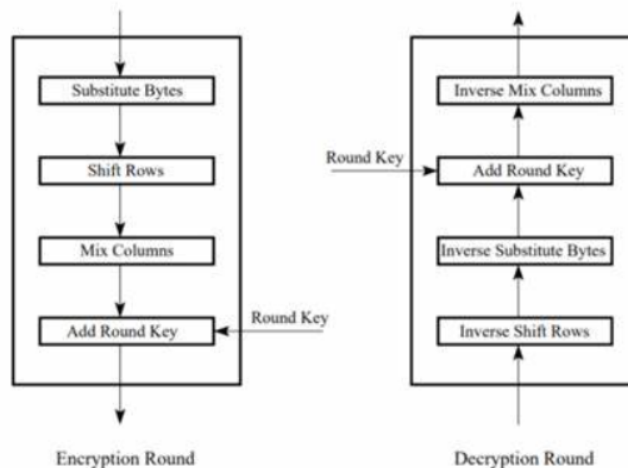 Substitute Bytes
Shift Rows
Mix Columns
Add Round Key
Round Key
Encryption Round
Inverse Mix Columns
Round Key
Add Round Key
Inverse Substitute Bytes
Inverse Shift Rows
Decryption Round